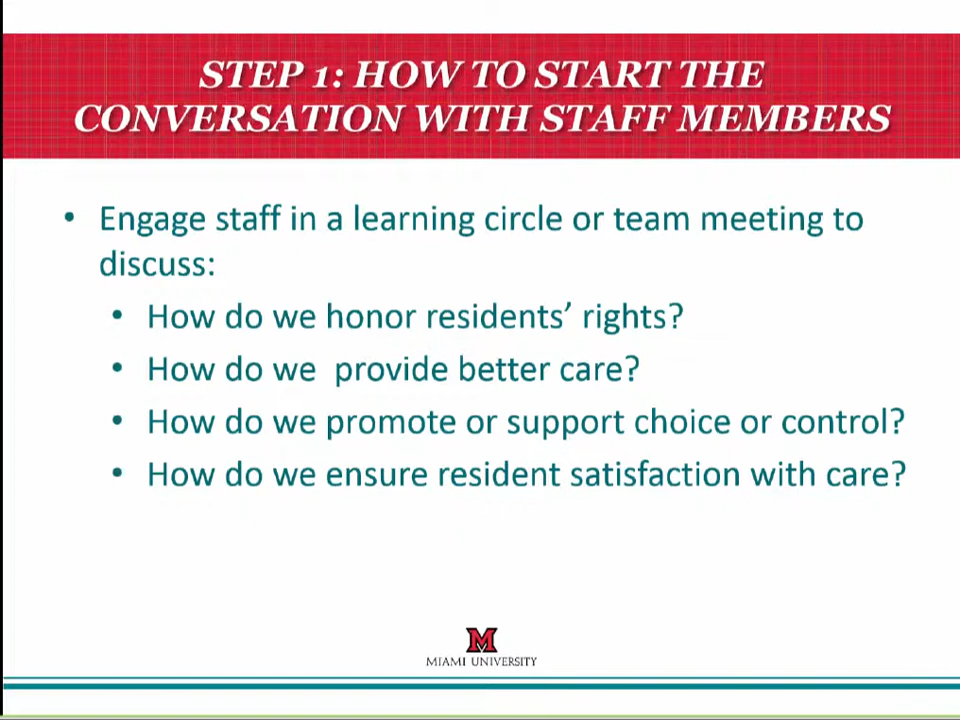 STEP 1: HOW TO START THE
CONVERSATION WITH STAFF MEMBERS
• Engage staff in a learning circle or team meeting to
discuss:
• How do we honor residents’ rights?
• How do we  provide better care?
• How do we promote or support choice or control?
• How do we ensure resident satisfaction with care?
M
MIAMI UNIVERSITY